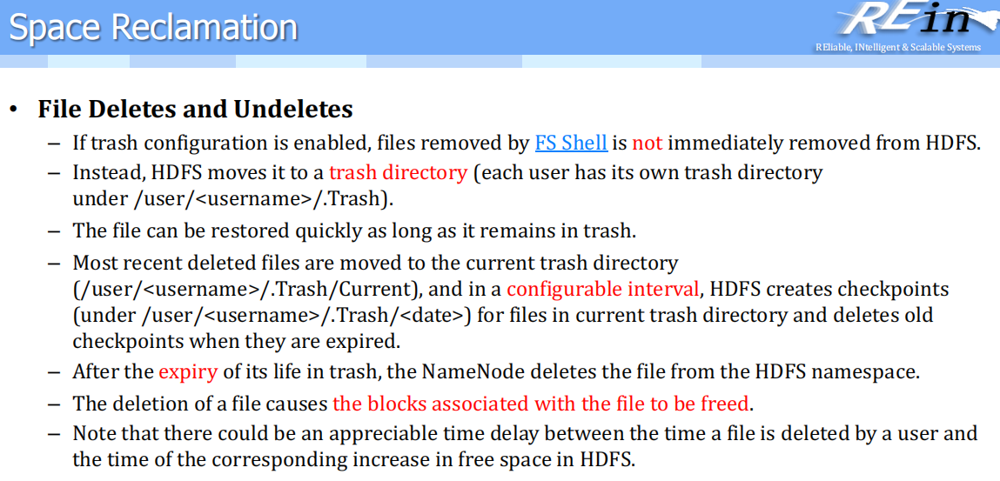 Space Reclamation
REin
REliable, INtelligent & Scalable Systems
• File Deletes and Undeletes
– If trash configuration is enabled, files removed by FS Shell is not immediately removed from HDFS.
– Instead, HDFS moves it to a trash directory (each user has its own trash directory
under /user/<username>/.Trash).
– The file can be restored quickly as long as it remains in trash.
– Most recent deleted files are moved to the current trash directory
(/user/<username>/.Trash/Current), and in a configurable interval, HDFS creates checkpoints
(under /user/<username>/.Trash/<date>) for files in current trash directory and deletes old
checkpoints when they are expired.
– After the expiry of its life in trash, the NameNode deletes the file from the HDFS namespace.
– The deletion of a file causes the blocks associated with the file to be freed.
– Note that there could be an appreciable time delay between the time a file is deleted by a user and
the time of the corresponding increase in free space in HDFS.